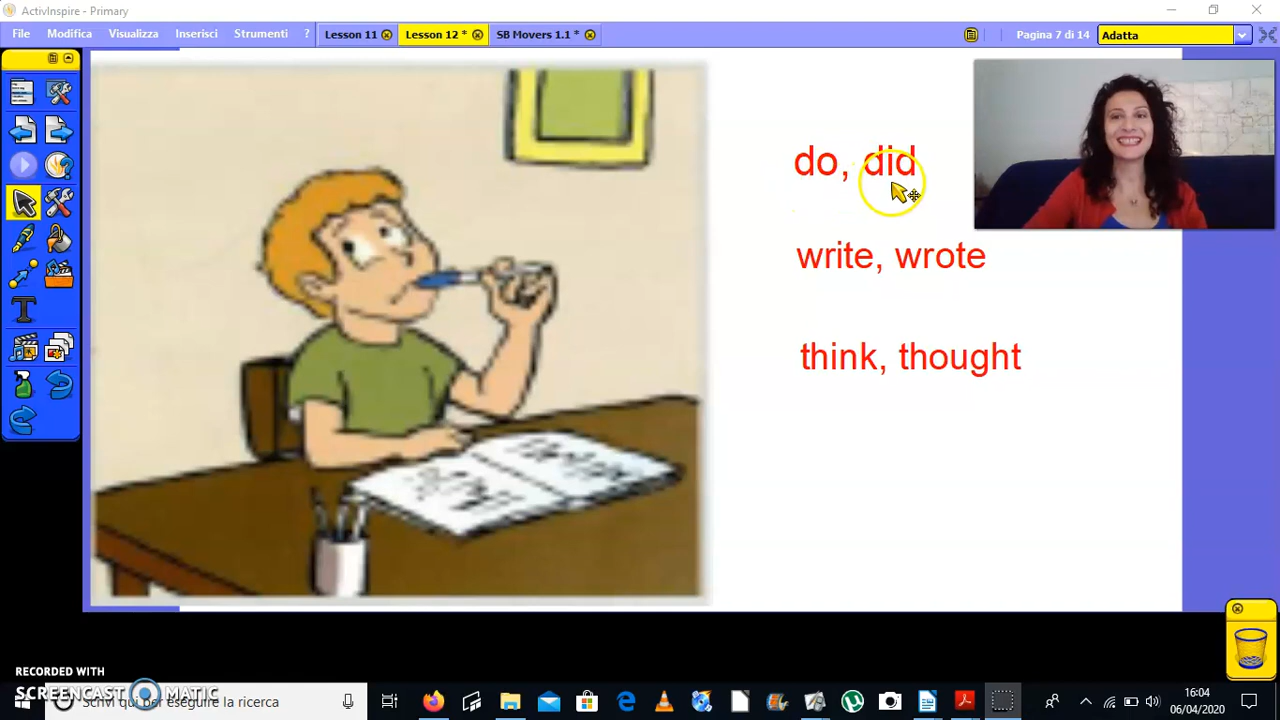 ActivInspire - Primary
File Modifica Visualizza Inserisci Strumenti ? Lesson 11 Lesson 12 * SB Movers 1.1 * Pagina 7 di 14 Adatta
do, did
write, wrote
think, thought
RECORDED WITH
SCREENCAST MATIC
Scrivi qui per eseguire la ricerca
16:04
06/04/2020